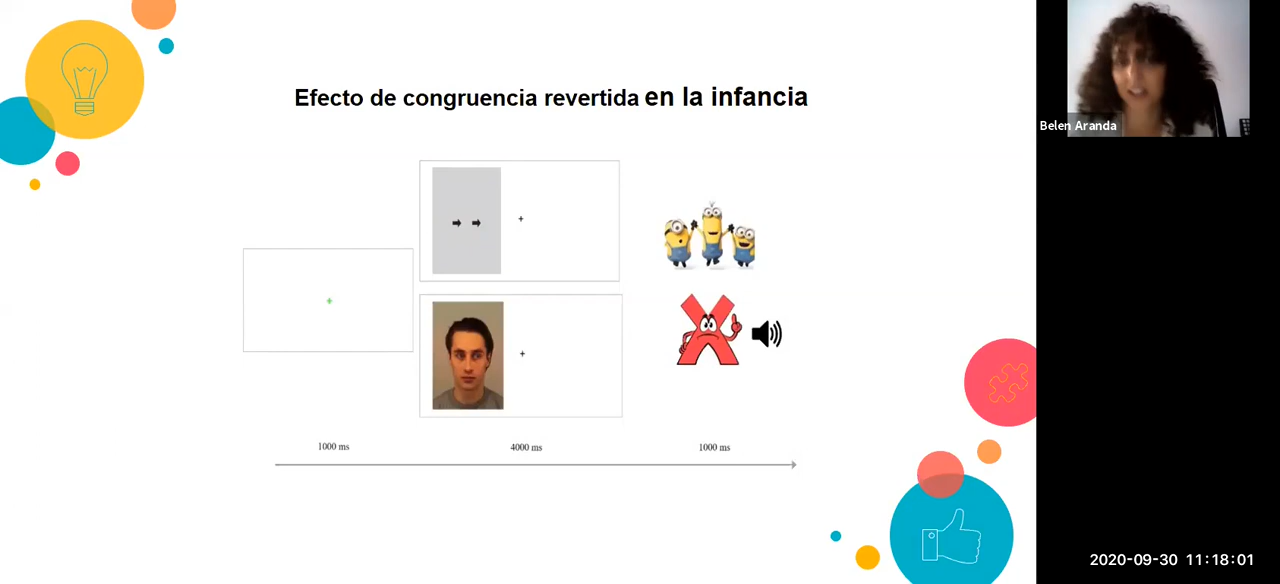 Efecto de congruencia revertida en la infancia
1000 ms
4000 ms
1000 ms
Belen Aranda
2020-09-30 11:18:01